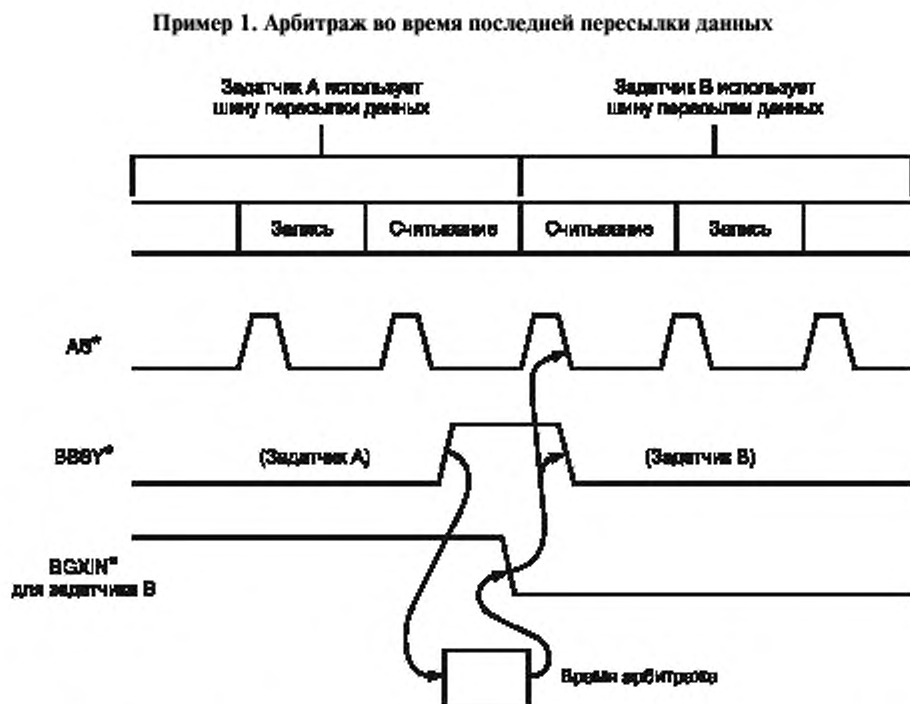 Пример 1. Арбитраж во время последней пересылки данных
Задатчик А использует
шину пересылки данных
Задатчик В использует
шину пересылки данных
Запись
Считывание
Считывание
Запись
AS*
BBSY*
(Задатчик А)
(Задатчик В)
BGXIN*
для задатчика В
Время арбитража